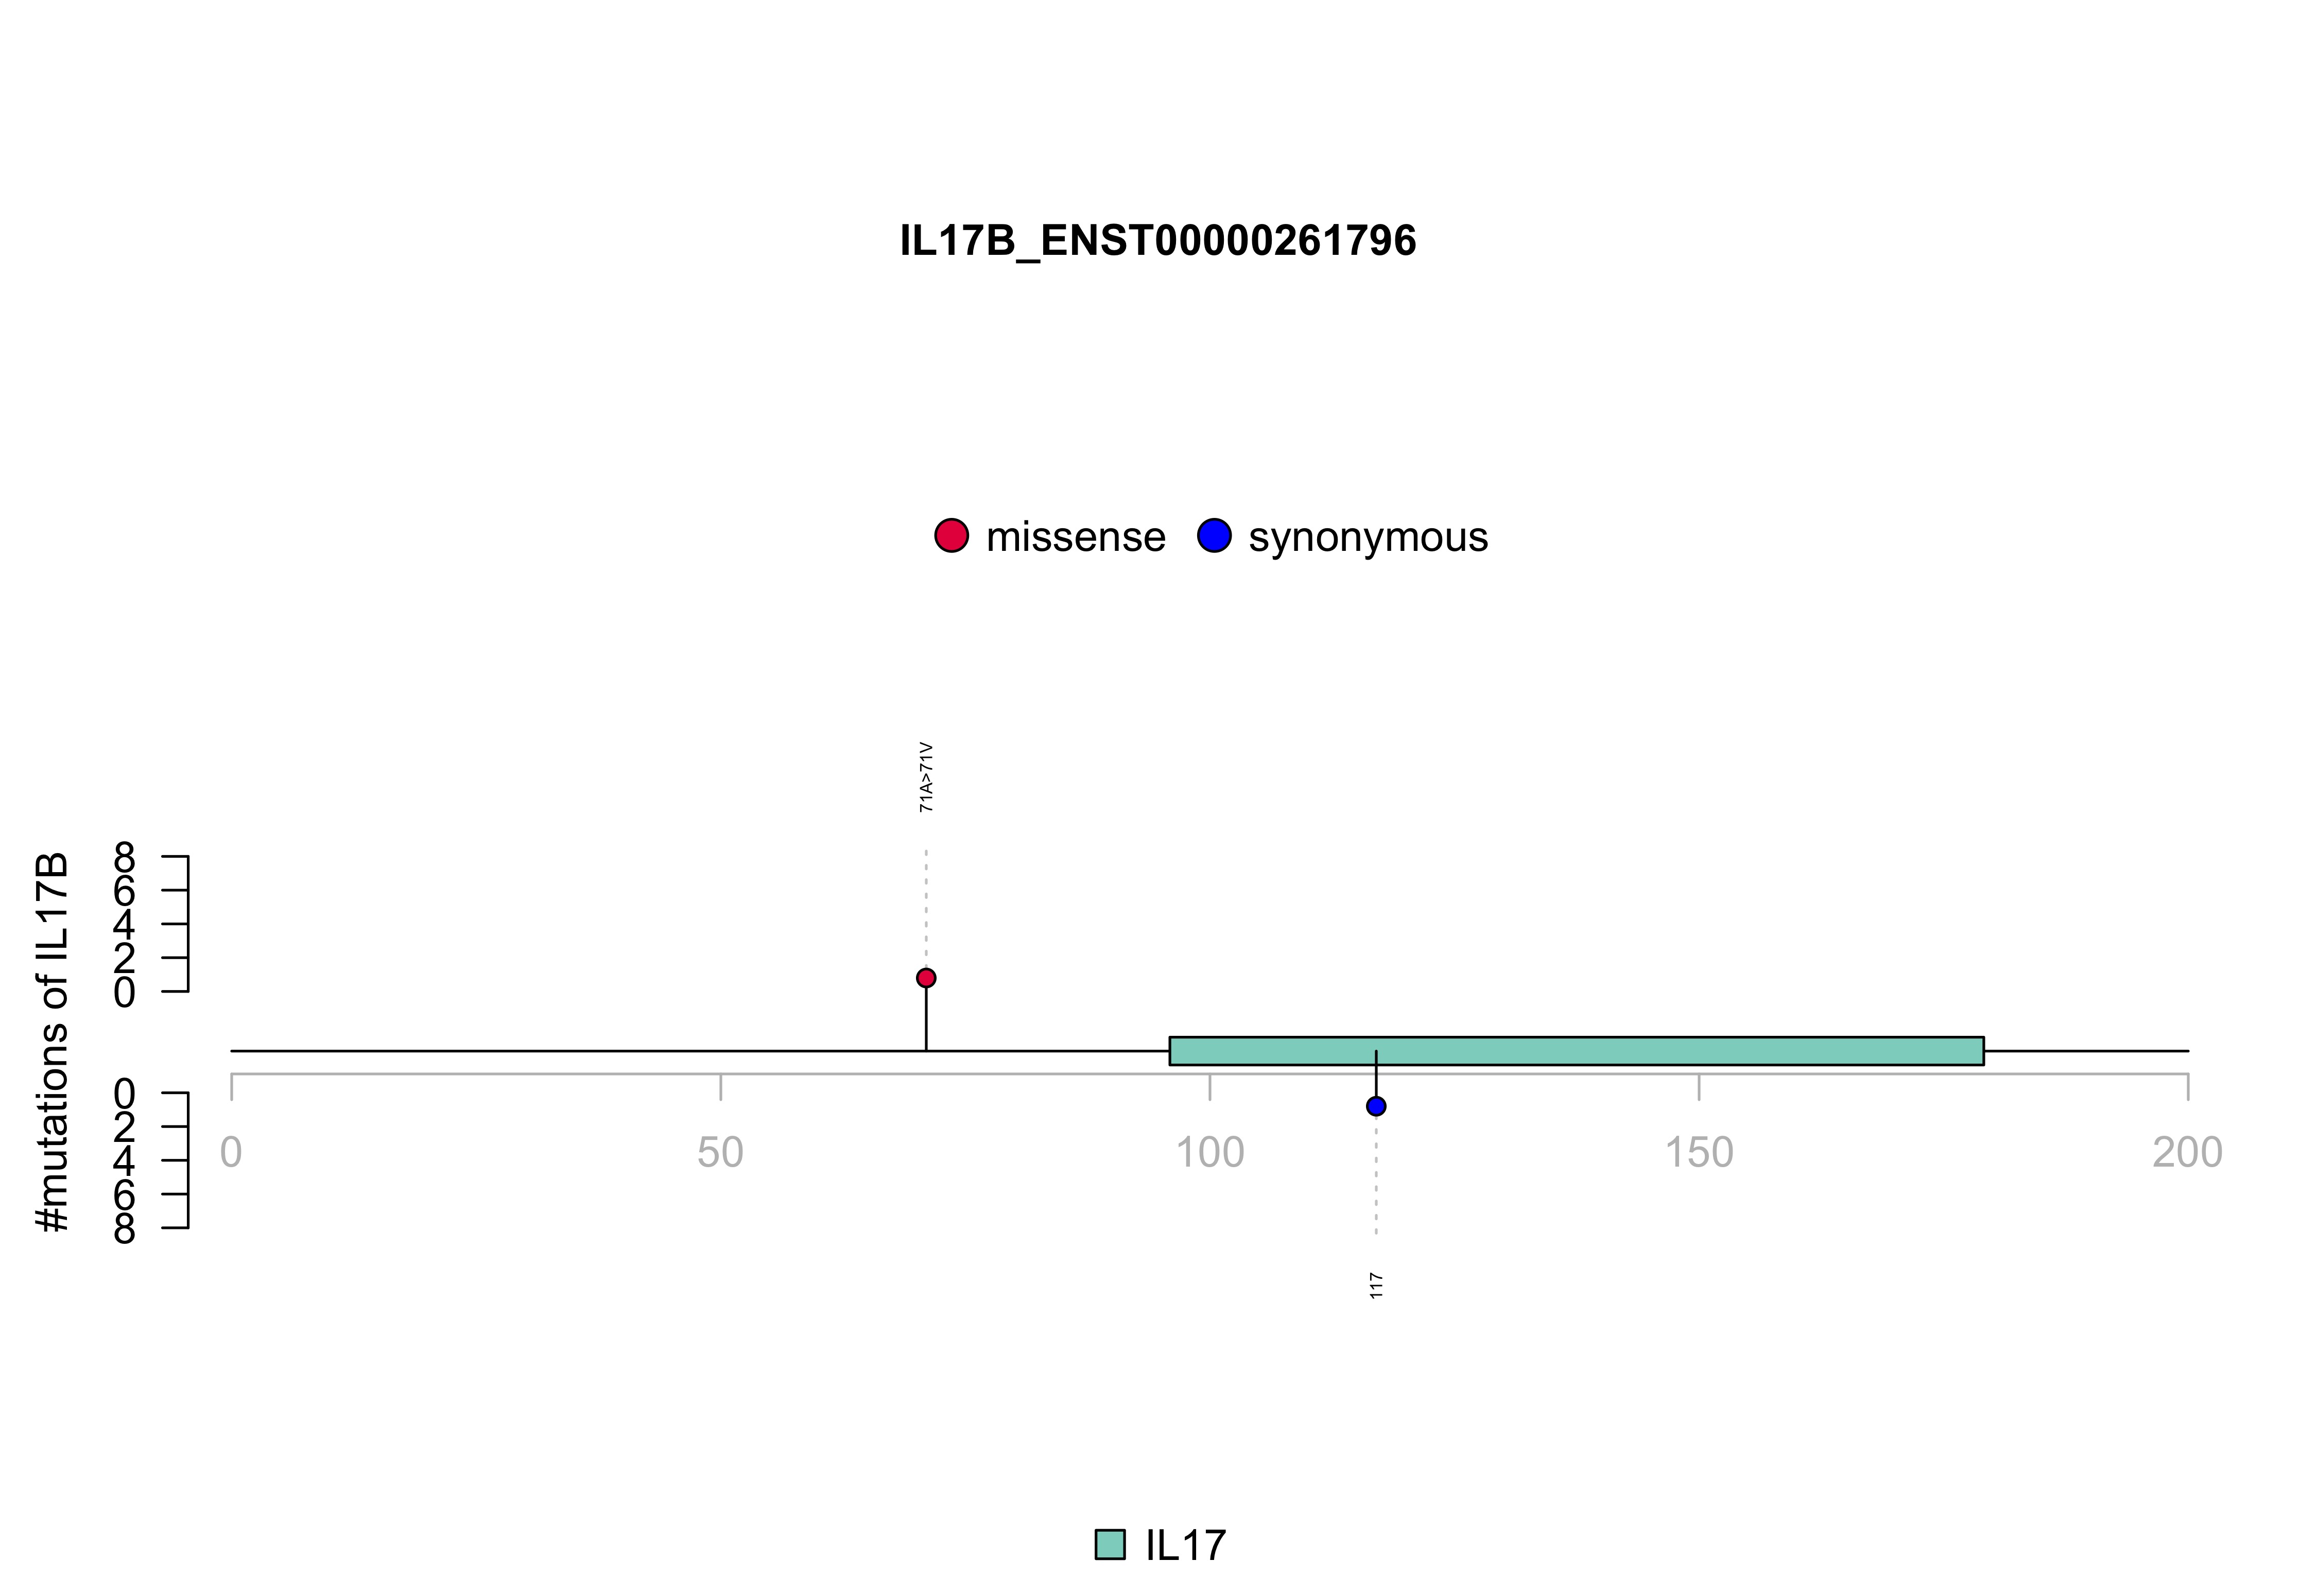 IL17B_ENST00000261796
missense
synonymous
71A>71V
#mutations of IL17B
8
6
4
2
0
0
2
4
6
8
0
50
100
150
200
117
IL17